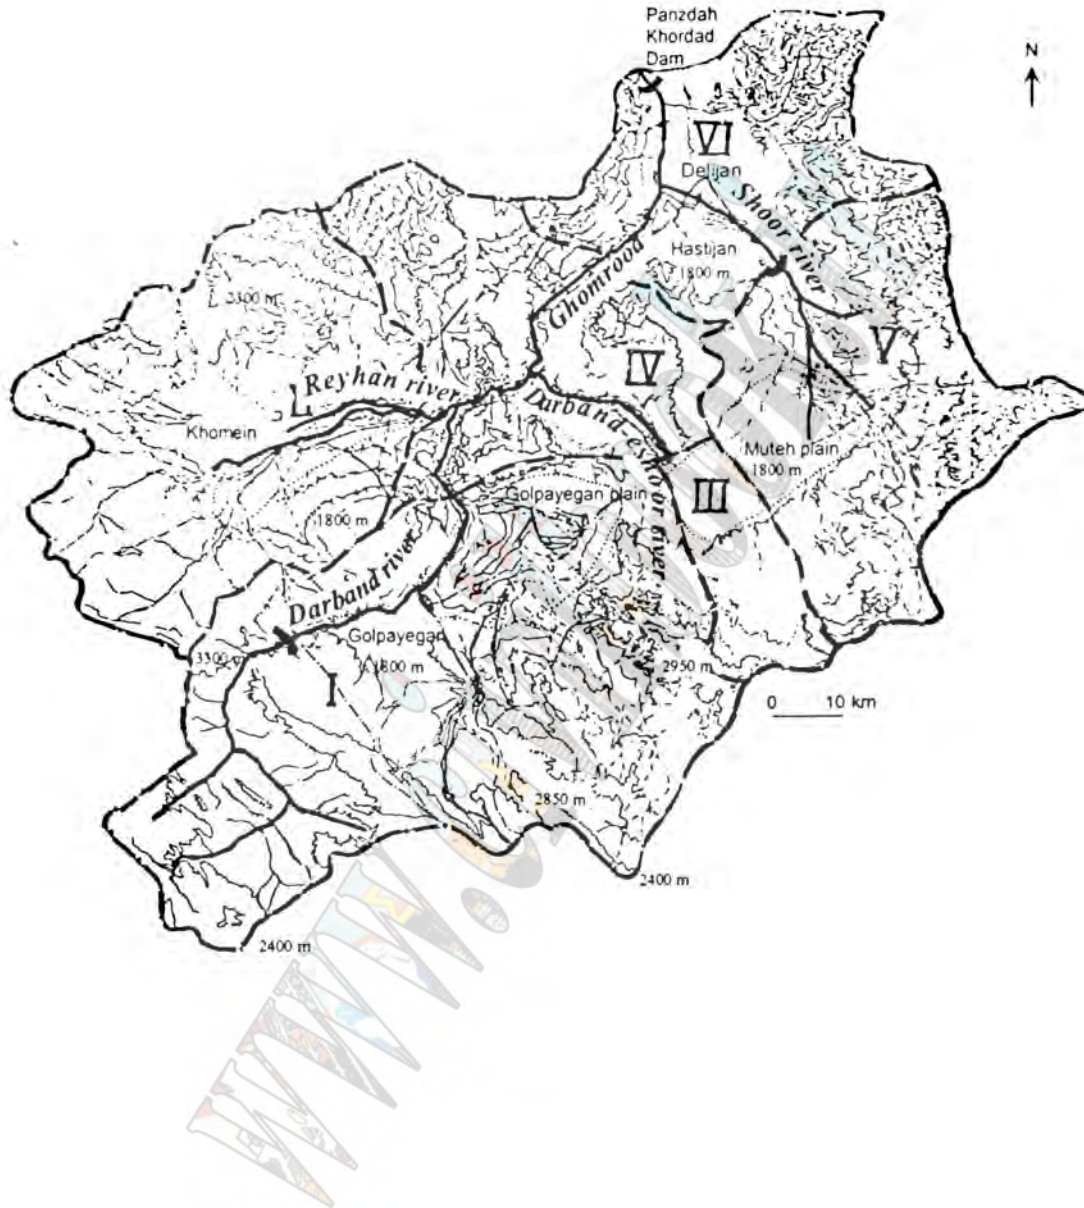 Panzdah
Khordad
Dam
N
VI
Delijan
Shoor river
Hastijan
1800 m
Ghomrood
2300 m
V
IV
Reyhan river
Khomein
Darband-e-shoor river
Muteh plain
1800 m
III
Golpayegan plain
1800 m
Darband river
Golpayegan
1800 m
3300 m
I
2950 m
0 10 km
2850 m
2400 m
2400 m